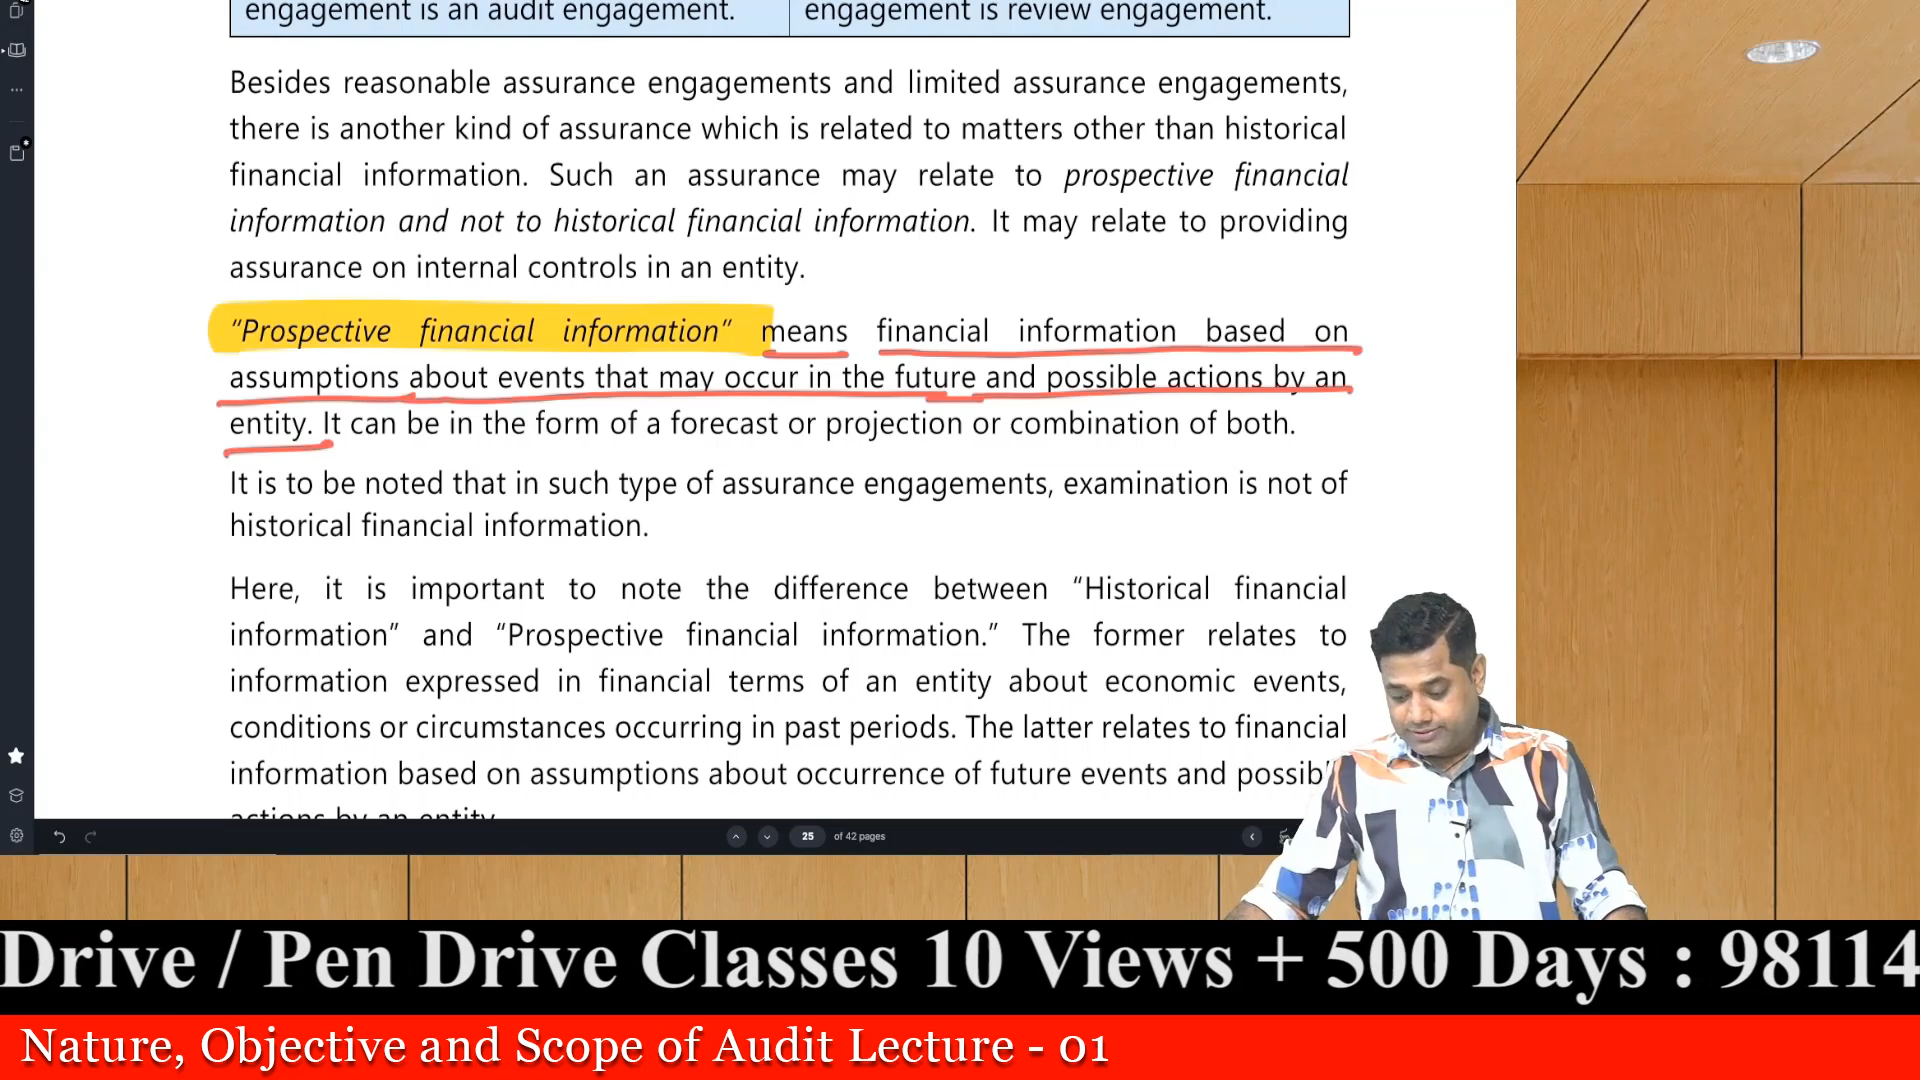 engagement is an audit engagement. engagement is review engagement.
Besides reasonable assurance engagements and limited assurance engagements,
there is another kind of assurance which is related to matters other than historical
financial information. Such an assurance may relate to prospective financial
information and not to historical financial information. It may relate to providing
assurance on internal controls in an entity.
“Prospective financial information” means financial information based on
assumptions about events that may occur in the future and possible actions by an
entity. It can be in the form of a forecast or projection or combination of both.
It is to be noted that in such type of assurance engagements, examination is not of
historical financial information.
Here, it is important to note the difference between “Historical financial
information” and “Prospective financial information.” The former relates to
information expressed in financial terms of an entity about economic events,
conditions or circumstances occurring in past periods. The latter relates to financial
information based on assumptions about occurrence of future events and possibl
actions by an entity
25 of 42 pages
Drive / Pen Drive Classes 10 Views + 500 Days : 98114
Nature, Objective and Scope of Audit Lecture - 01